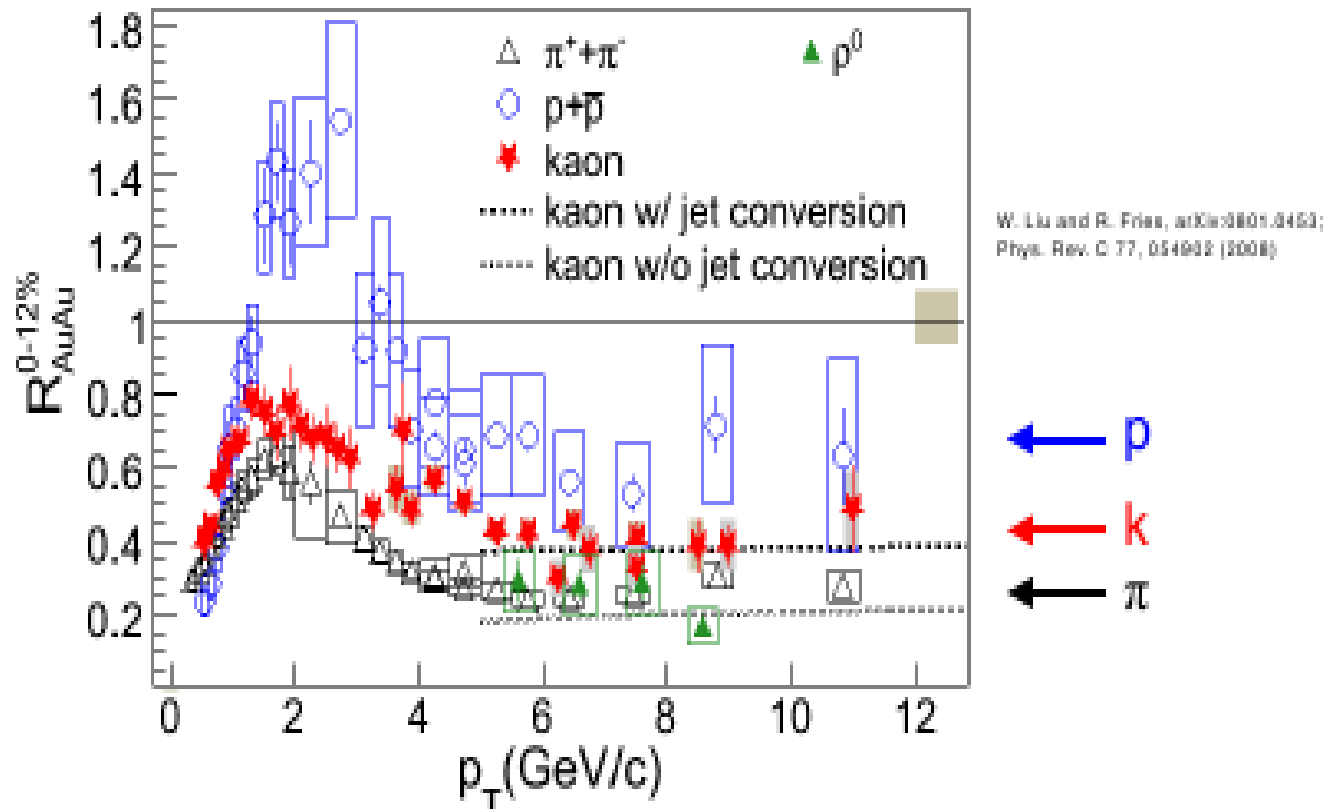 1.8
1.6
1.4
1.2
1
0.8
0.6
0.4
0.2
R^{0-12%}_{AuAu}
π⁺+π⁻
ρ⁰
p+p̅
kaon
kaon w/ jet conversion
kaon w/o jet conversion
W. Liu and R. Fries, arXiv:0801.0453;
Phys. Rev. C 77, 054902 (2008)
p
k
π
0 2 4 6 8 10 12
p_T(GeV/c)